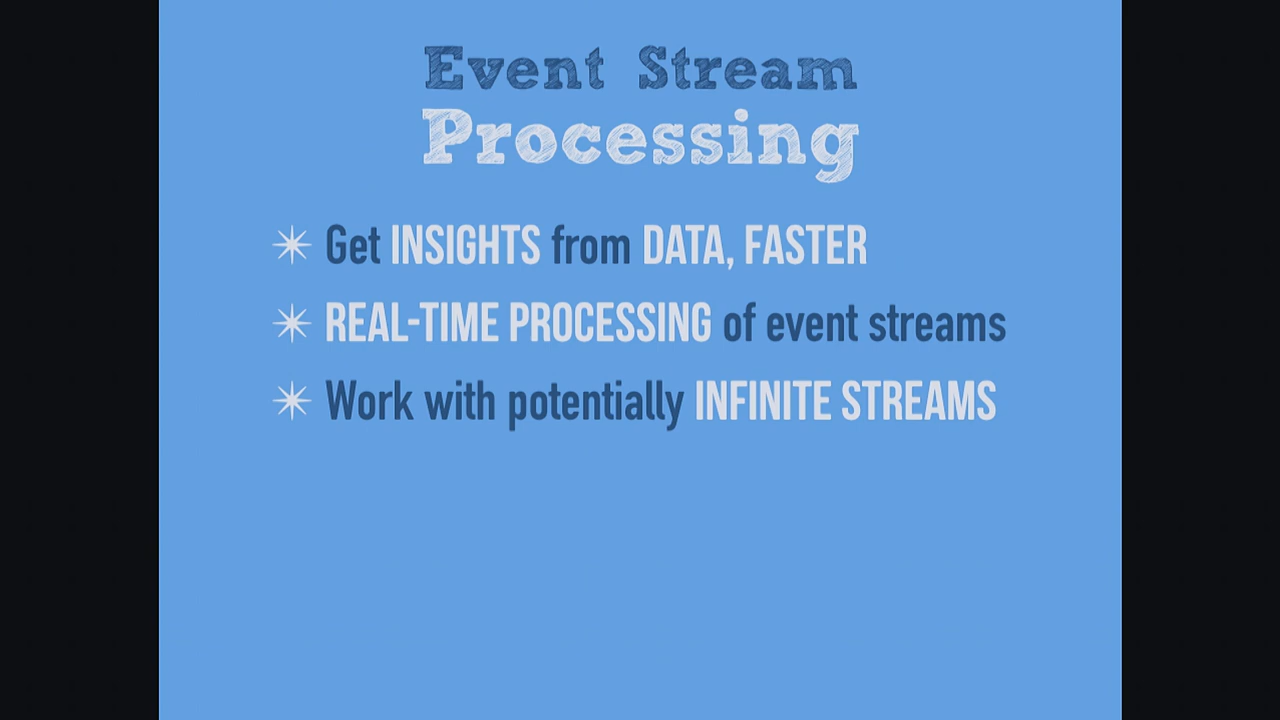 Event Stream
Processing
Get INSIGHTS from DATA, FASTER
REAL-TIME PROCESSING of event streams
Work with potentially INFINITE STREAMS